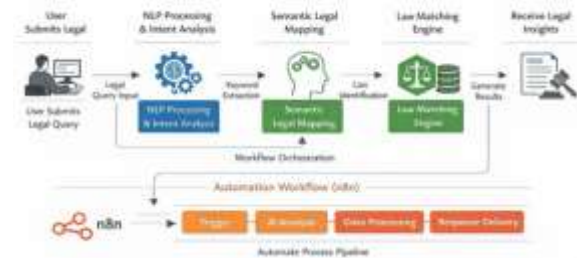 User
Submits Legal
NLP Processing
& Intent Analysis
Semantic Legal
Mapping
Law Matching
Engine
Receive Legal
Insights
Legal
Query Input
Keyword
Extraction
Law
Identification
Generate
Results
User Submits
Legal Query
NLP Processing
& Intent Analysis
Semantic
Legal Mapping
Law Matching
Engine
Workflow Orchestration
Automation Workflow (n8n)
n8n
Trigger
AI Analysis
Data Processing
Response Delivery
Automate Process Pipeline